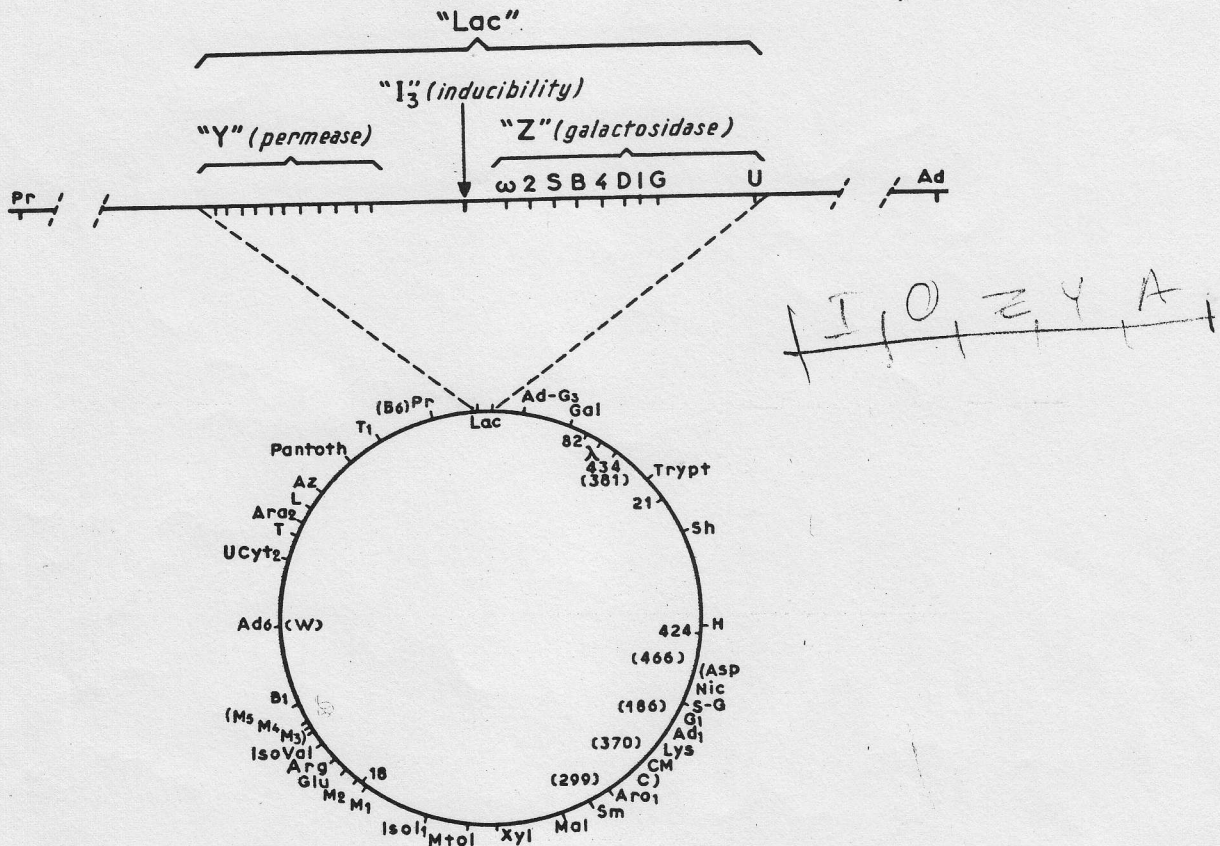 "Lac"
"I3" (inducibility)
"Y" (permease)
"Z" (galactosidase)
ω 2 S B 4 D I G U
Pr
Ad
I O Z Y A
(B6) Pr
Lac
Ad-G3
Gal
T1
82
λ
434
(381)
Pantoth
Trypt
Az
21
L
Ara2
Sh
T
UCyt2
Ad6 (W)
H
424
(466)
(Asp
Nic
B1
(186)
S-G
G1
(M5 M4 M3)
Ad1
(370)
Lys
IsoVal
CM
Arg
18
(299)
C)
Glu
Aro1
M2 M1
Sm
Isol1
Mtol
Xyl
Mal